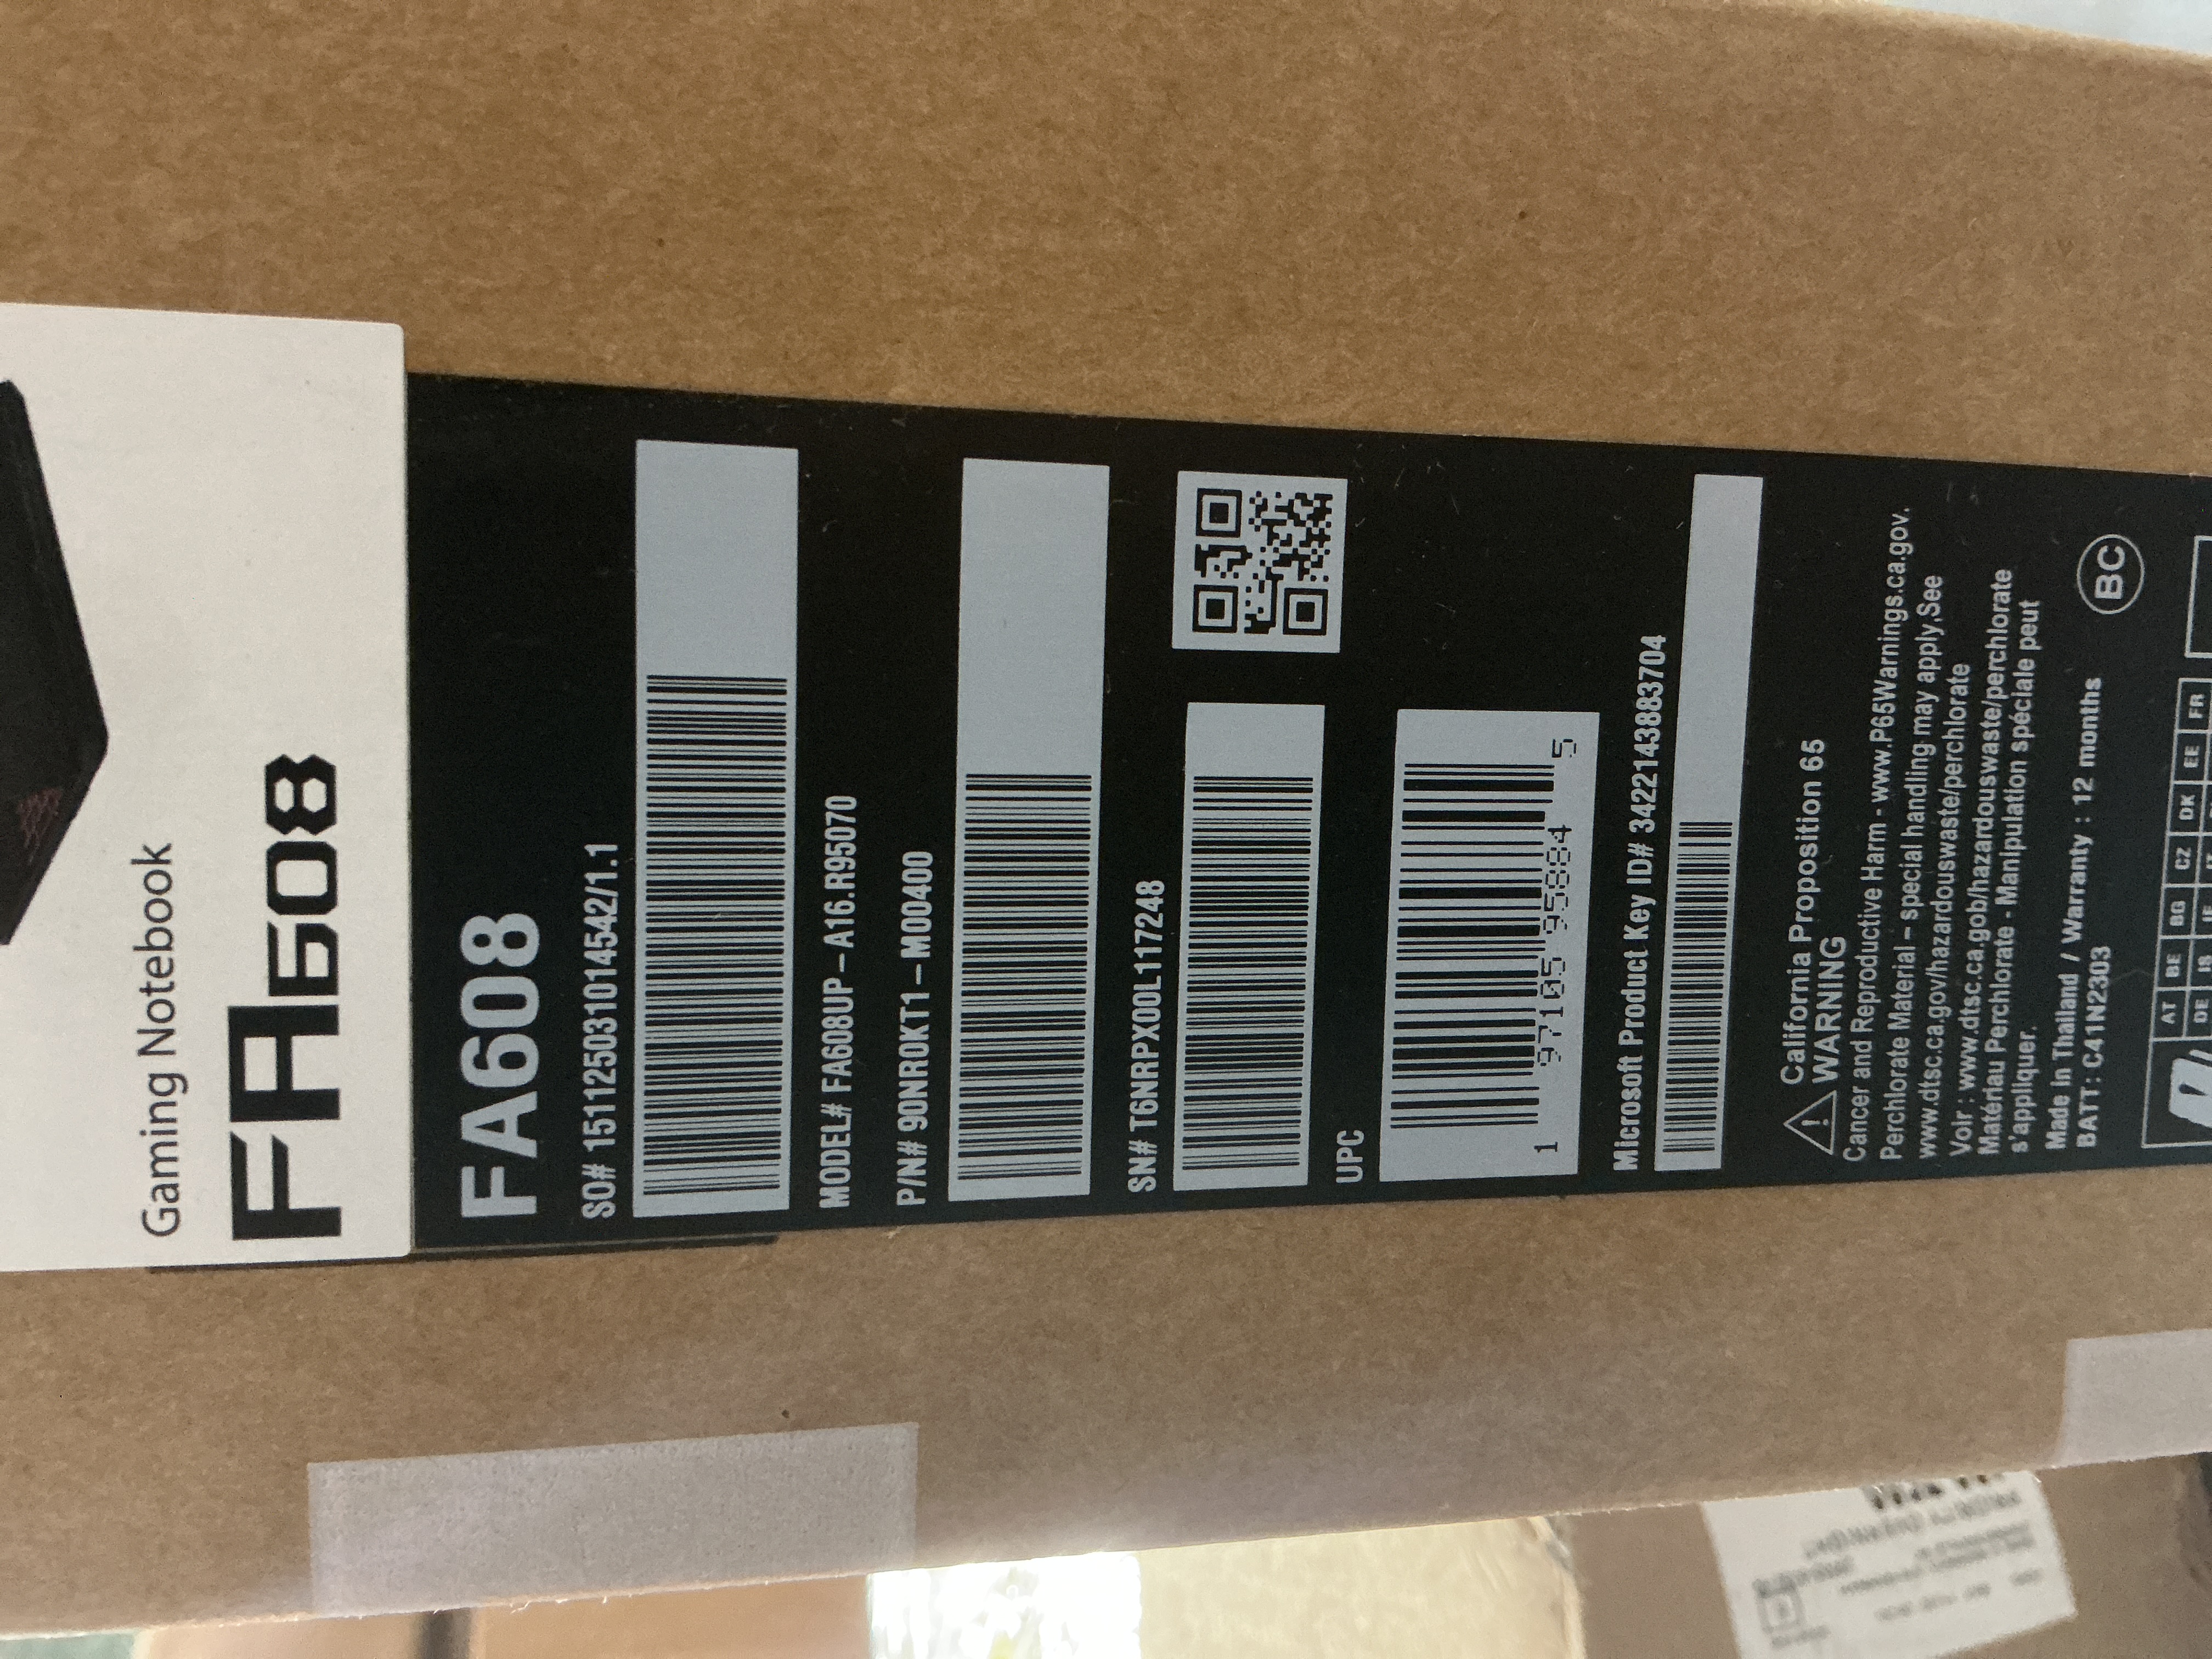 Gaming Notebook
FA608
FA608
SO# 151125031014542/1.1
MODEL# FA608UP-A16.R95070
P/N# 90NR0KT1-M00400
SN# T6NRPX00L117248
UPC
1 97105 95884 5
Microsoft Product Key ID# 3422143883704
California Proposition 65
WARNING
Cancer and Reproductive Harm - www.P65Warnings.ca.gov.
Perchlorate Material - special handling may apply,See
www.dtsc.ca.gov/hazardouswaste/perchlorate
Voir : www.dtsc.ca.gob/hazardouswaste/perchlorate
Matériau Perchlorate - Manipulation spéciale peut
s'appliquer.
Made in Thailand / Warranty : 12 months
BATT: C41N2303
BC
AT BE BG CZ DK EE FR
DE IS